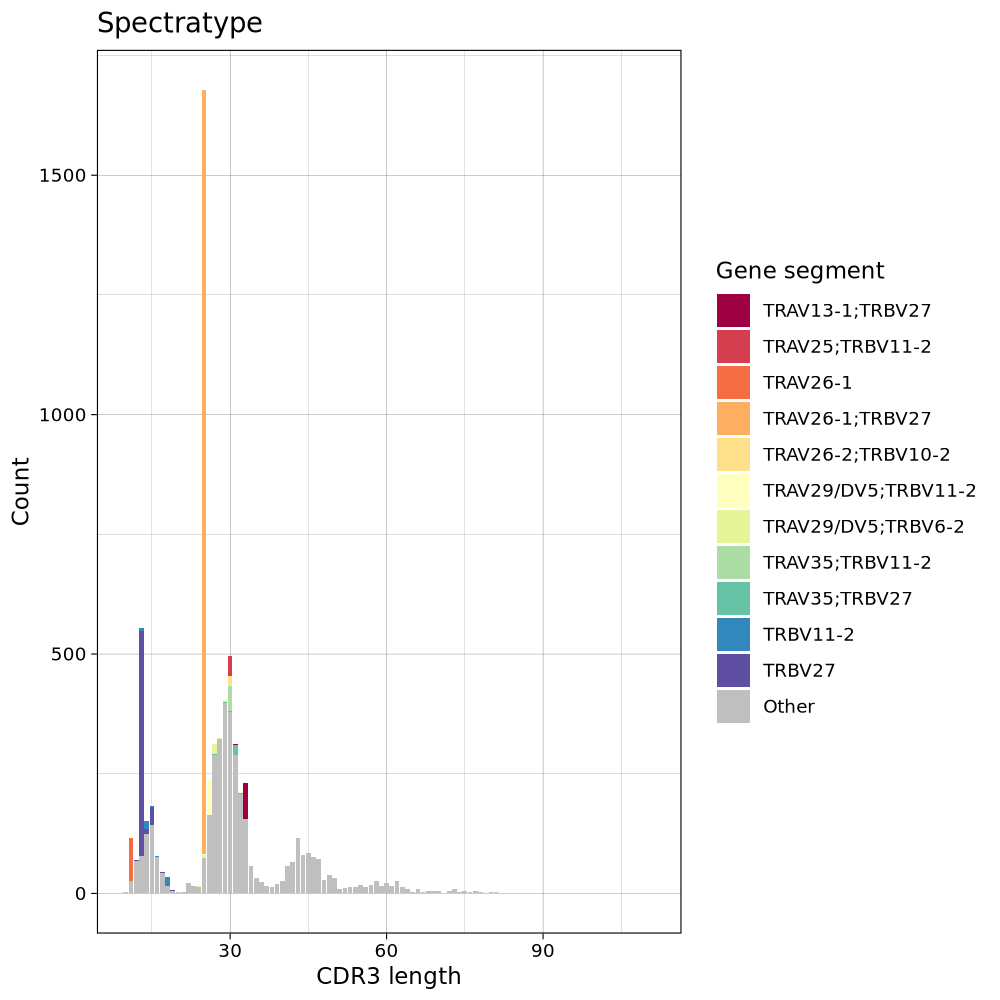 Spectratype
1500
1000
500
0
Count
30
60
90
CDR3 length
Gene segment
TRAV13-1;TRBV27
TRAV25;TRBV11-2
TRAV26-1
TRAV26-1;TRBV27
TRAV26-2;TRBV10-2
TRAV29/DV5;TRBV11-2
TRAV29/DV5;TRBV6-2
TRAV35;TRBV11-2
TRAV35;TRBV27
TRBV11-2
TRBV27
Other